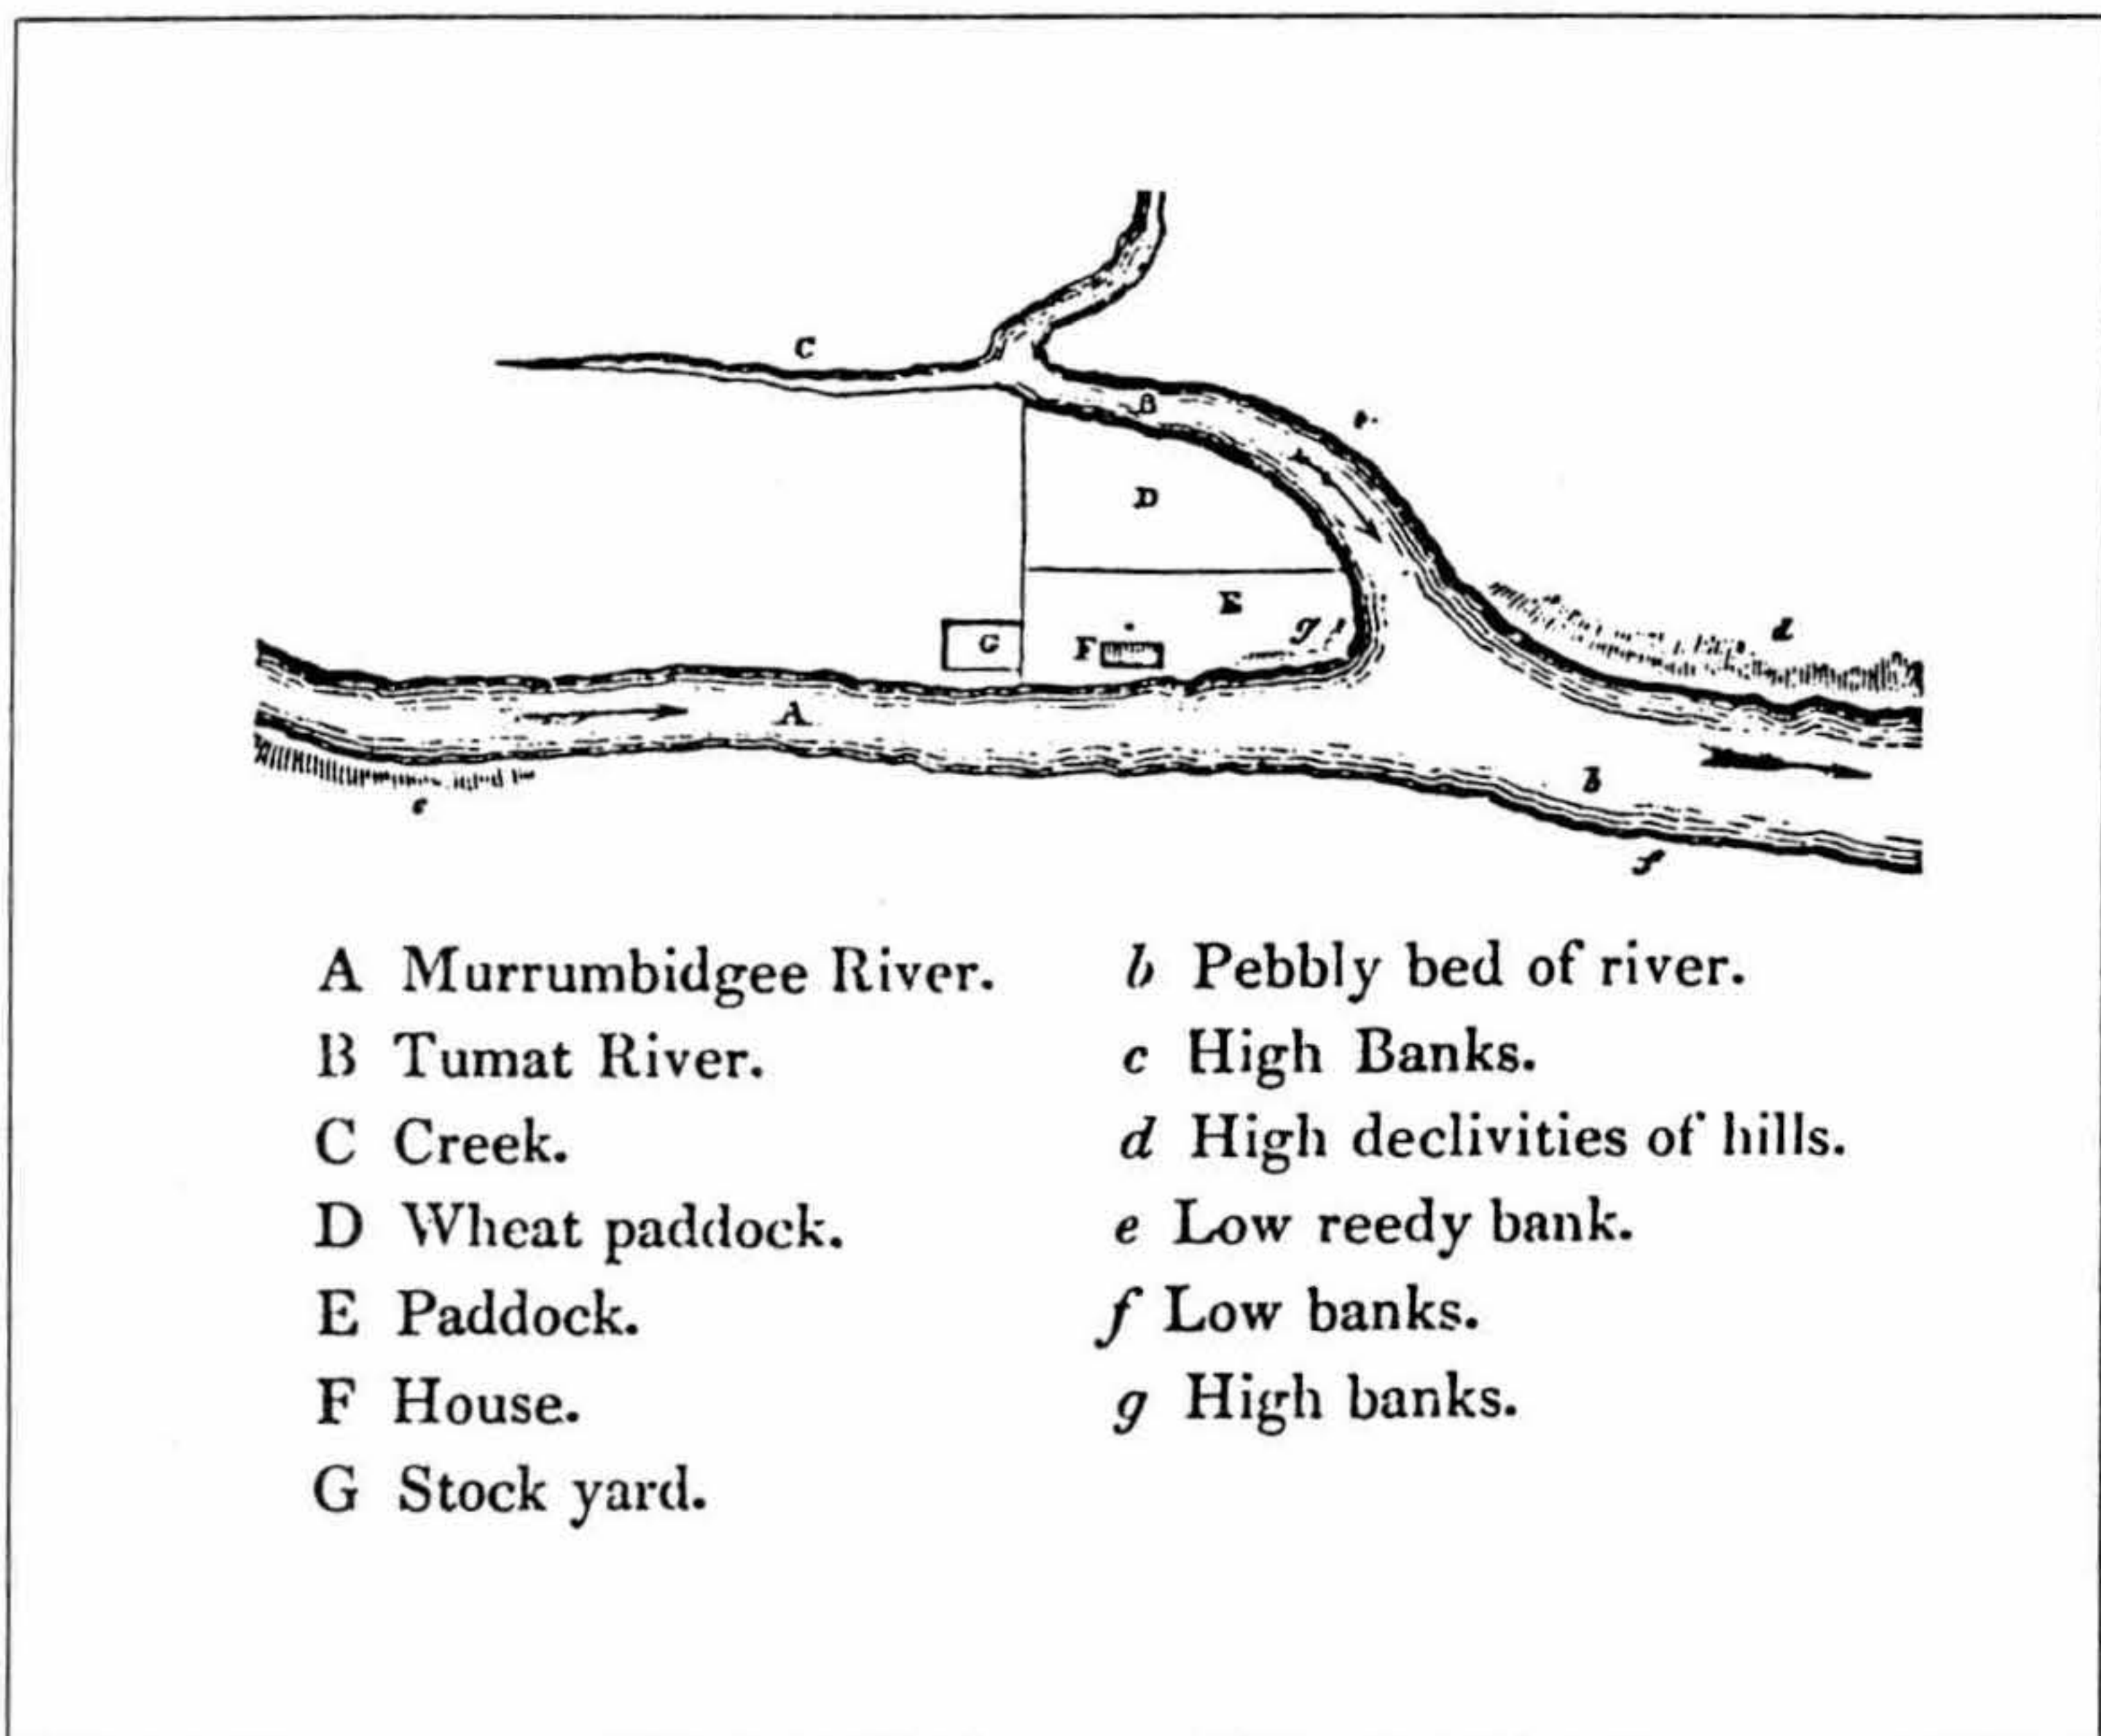 C
B
D
E
g
d
G
F
A
b
f
A Murrumbidgee River.
B Tumat River.
C Creek.
D Wheat paddock.
E Paddock.
F House.
G Stock yard.
b Pebbly bed of river.
c High Banks.
d High declivities of hills.
e Low reedy bank.
f Low banks.
g High banks.